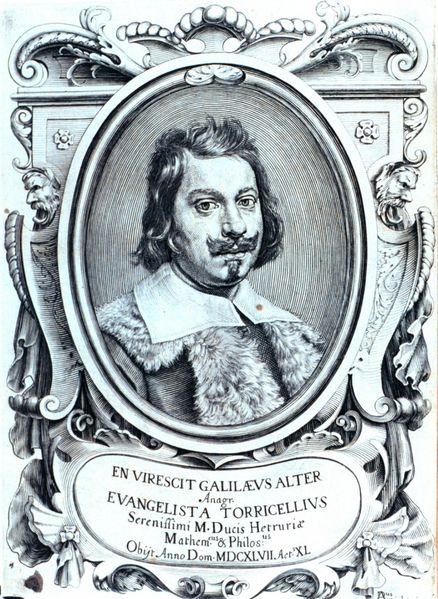 EN VIRESCIT GALILÆVS ALTER
Anagr.
EVANGELISTA TORRICELLIVS
Serenissimi M. Ducis Hetruriæ
Mathem.cus & Philos.us
Obijt Anno Dom. MDCXLVII. Aet. XL